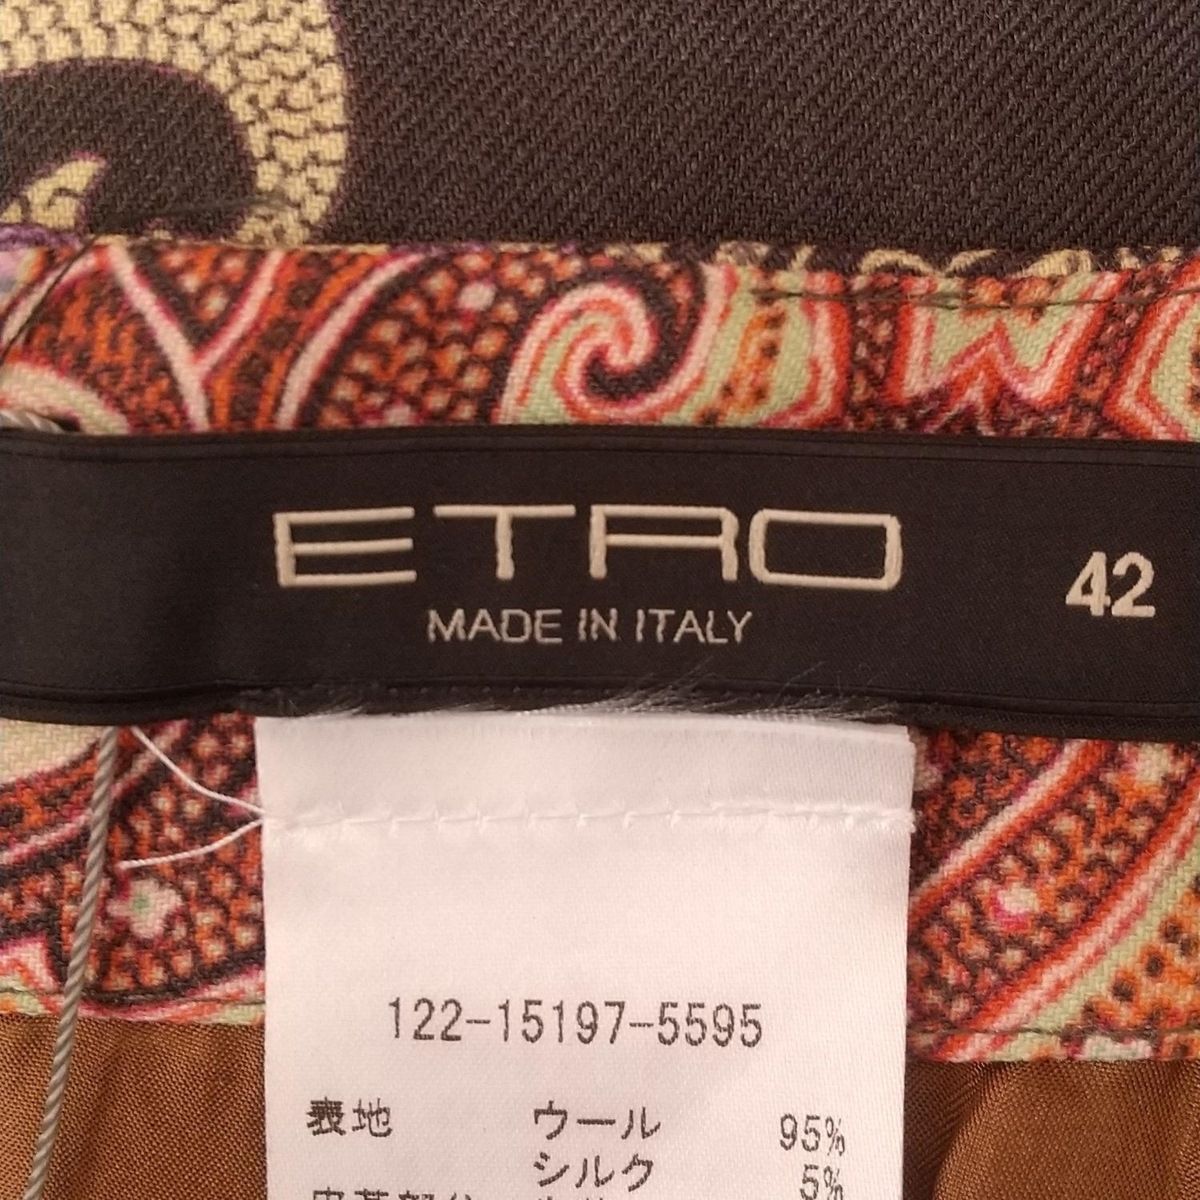 ETRO
MADE IN ITALY
42
122-15197-5595
表地 ウール 95%
シルク 5%